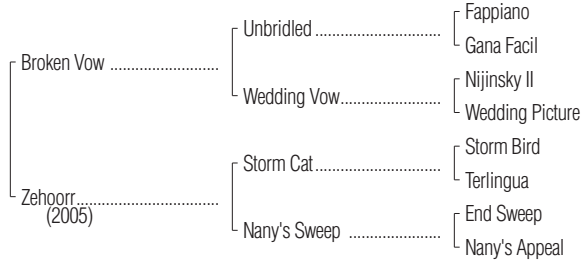 Fappiano
Unbridled
Gana Facil
Broken Vow
Nijinsky II
Wedding Vow
Wedding Picture
Storm Bird
Storm Cat
Terlingua
Zehoorr
(2005)
End Sweep
Nany's Sweep
Nany's Appeal